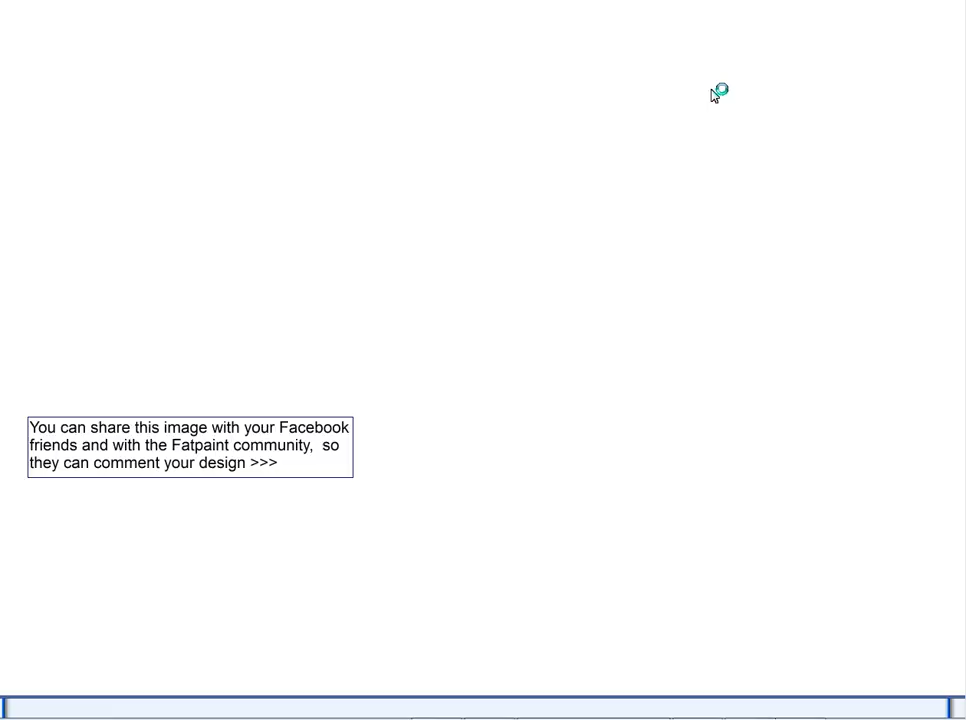 You can share this image with your Facebook
friends and with the Fatpaint community,  so
they can comment your design >>>